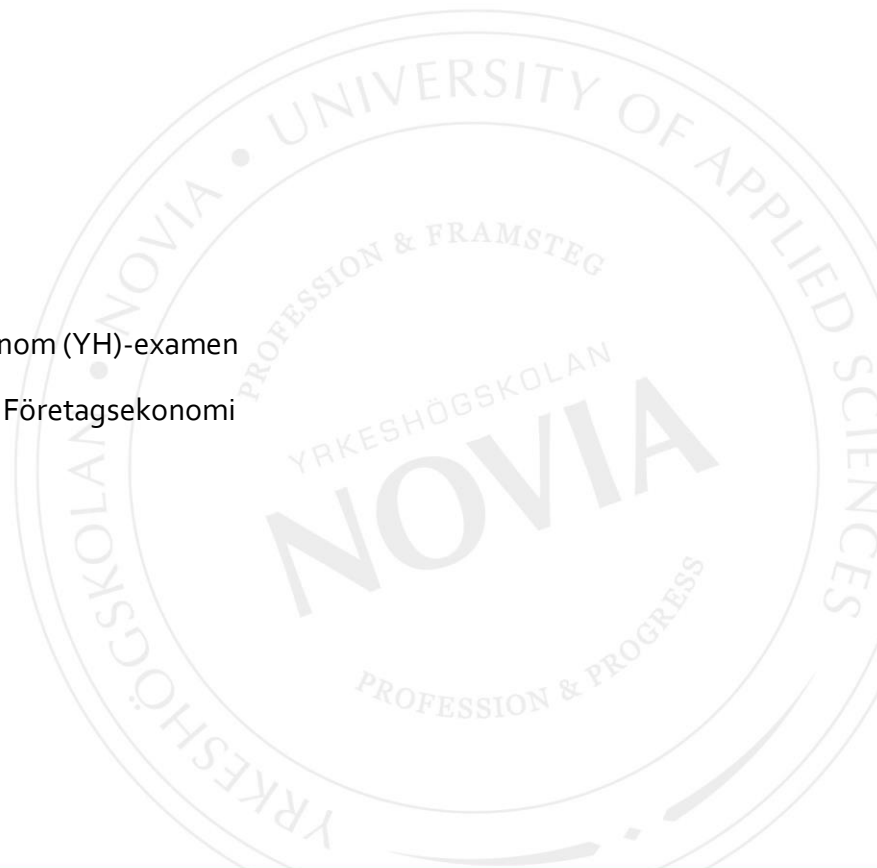 YRKESHÖGSKOLAN • NOVIA • UNIVERSITY OF APPLIED SCIENCES
PROFESSION & FRAMSTEG
nom (YH)-examen
Företagsekonomi
YRKESHÖGSKOLAN
NOVIA
PROFESSION & PROGRESS